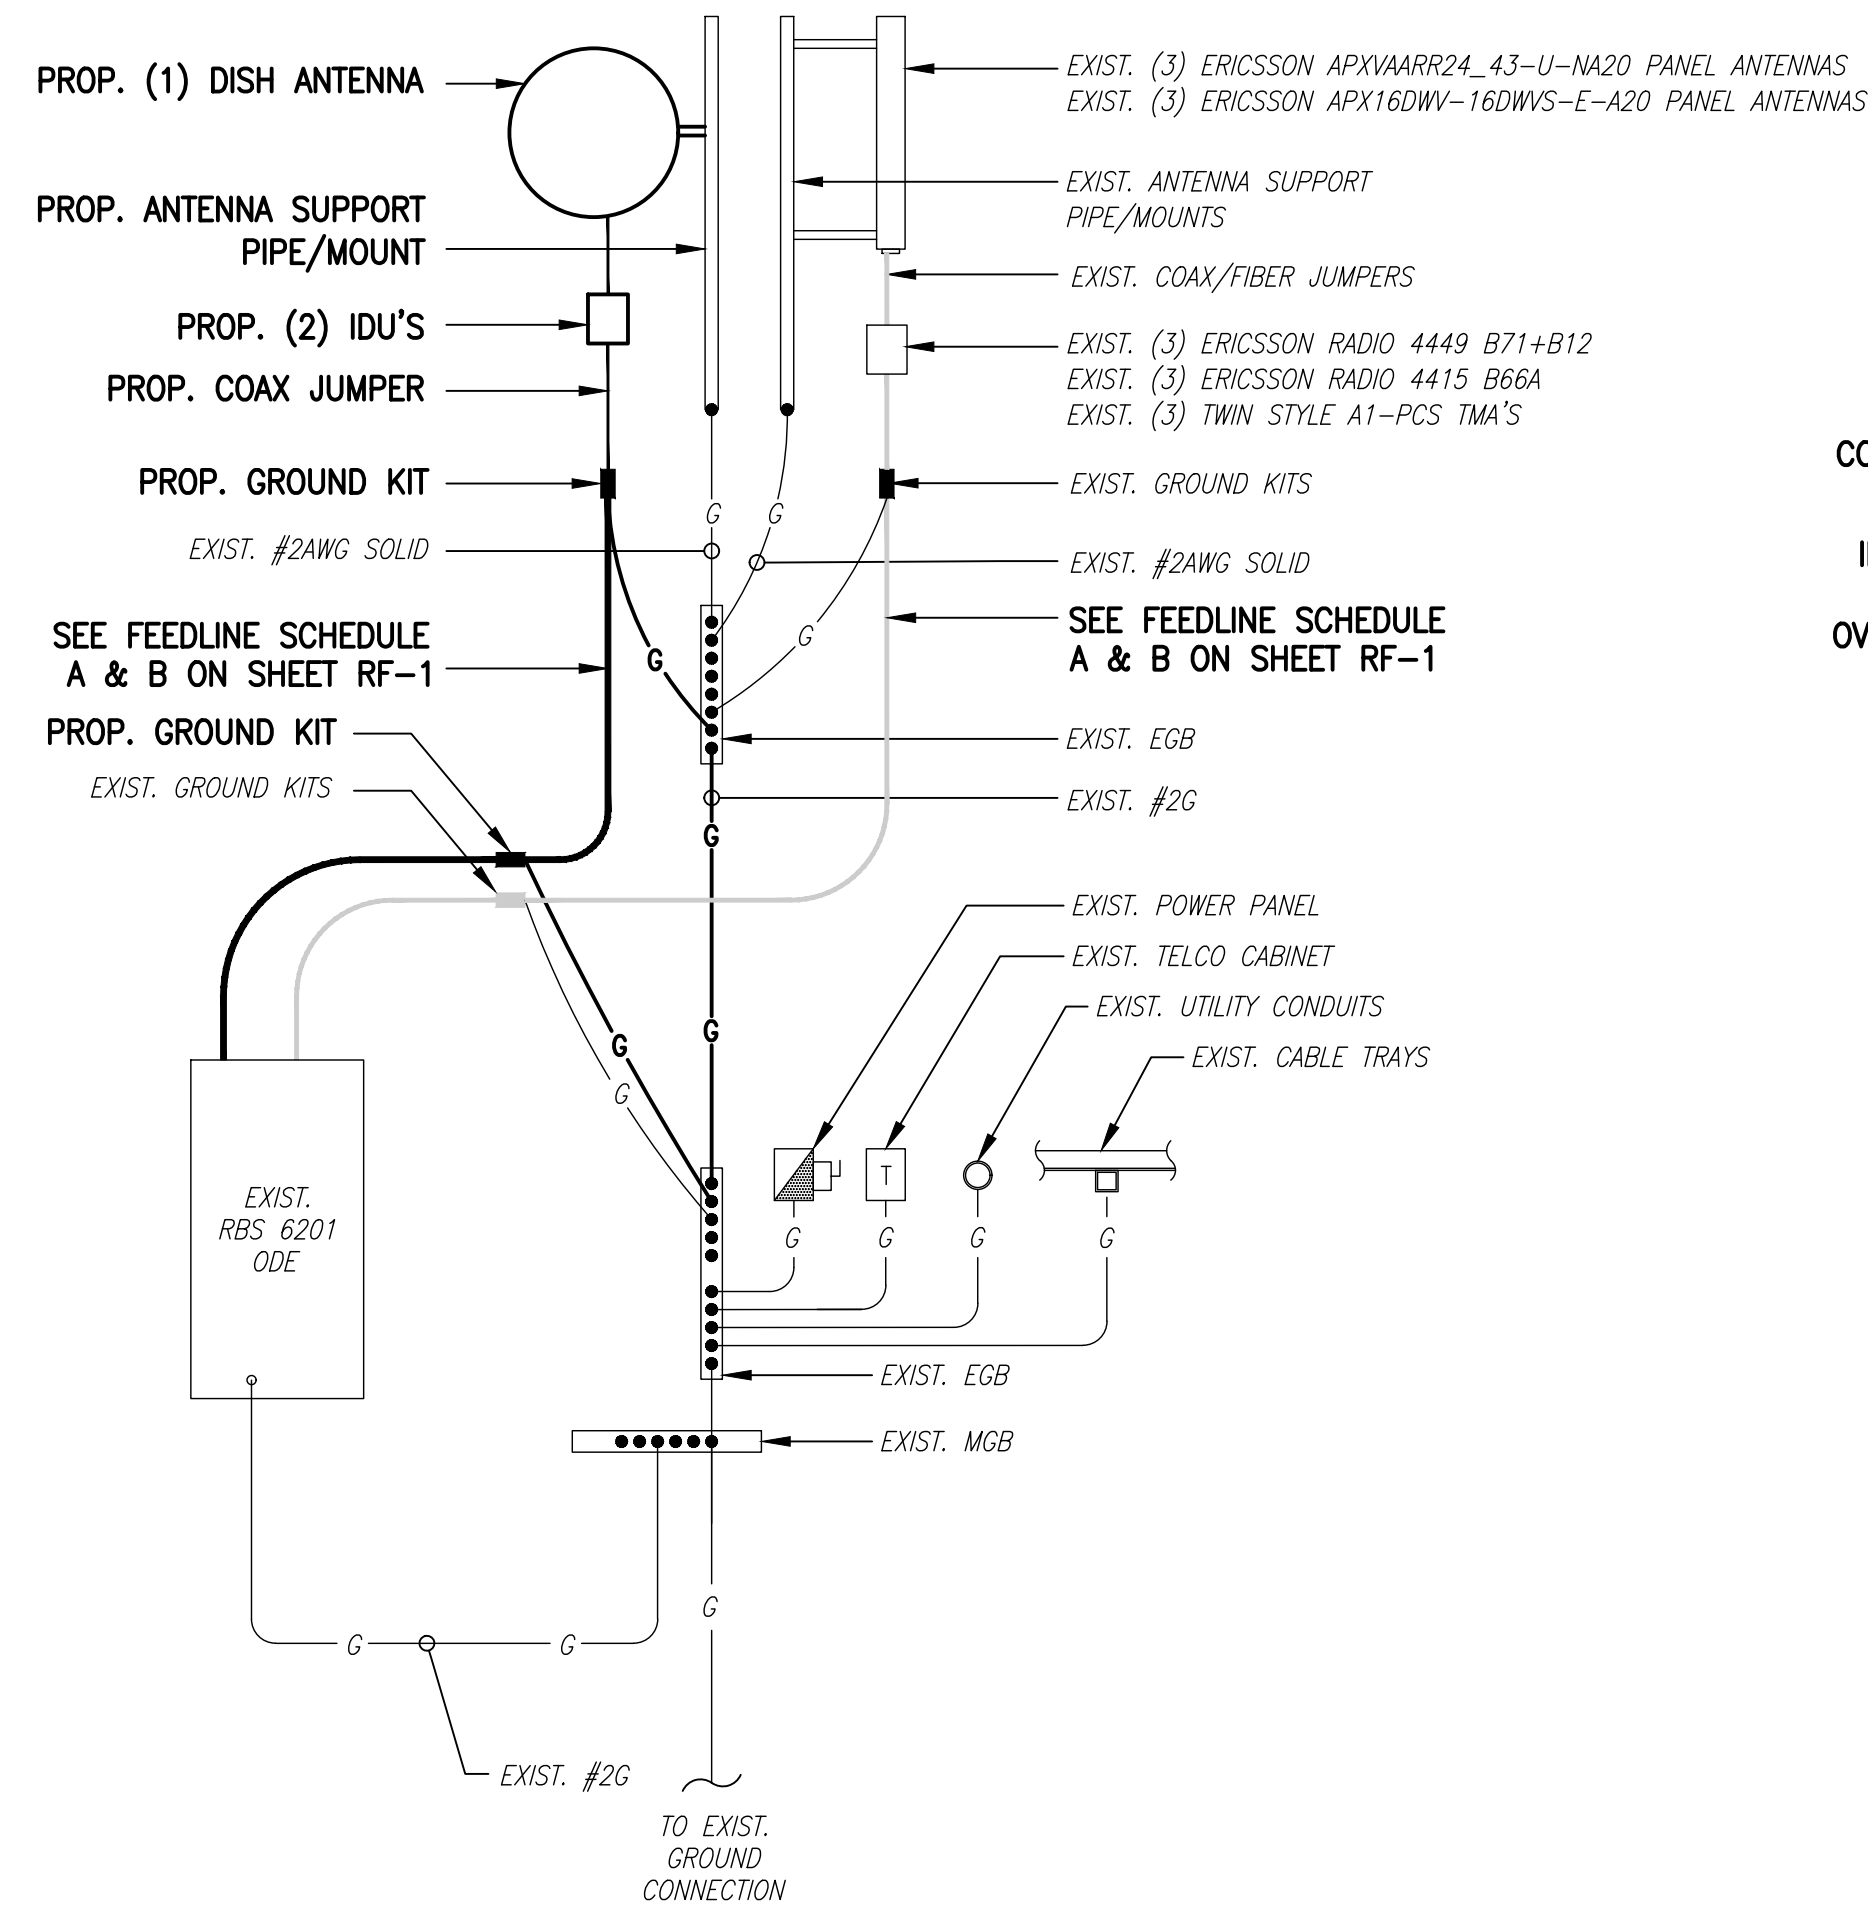 PROP. (1) DISH ANTENNA
EXIST. (3) ERICSSON APXVAARR24_43-U-NA20 PANEL ANTENNAS
EXIST. (3) ERICSSON APX16DWV-16DWVS-E-A20 PANEL ANTENNAS
PROP. ANTENNA SUPPORT
PIPE/MOUNT
EXIST. ANTENNA SUPPORT
PIPE/MOUNTS
EXIST. COAX/FIBER JUMPERS
PROP. (2) IDU'S
EXIST. (3) ERICSSON RADIO 4449 B71+B12
EXIST. (3) ERICSSON RADIO 4415 B66A
EXIST. (3) TWIN STYLE A1-PCS TMA'S
PROP. COAX JUMPER
PROP. GROUND KIT
EXIST. GROUND KITS
G
G
EXIST. #2AWG SOLID
EXIST. #2AWG SOLID
SEE FEEDLINE SCHEDULE
A & B ON SHEET RF-1
SEE FEEDLINE SCHEDULE
A & B ON SHEET RF-1
G
G
PROP. GROUND KIT
EXIST. EGB
EXIST. GROUND KITS
EXIST. #2G
G
EXIST. POWER PANEL
EXIST. TELCO CABINET
EXIST. UTILITY CONDUITS
EXIST. CABLE TRAYS
G
G
G
T
EXIST.
RBS 6201
ODE
G
G
G
G
EXIST. EGB
EXIST. MGB
G
G
G
EXIST. #2G
TO EXIST.
GROUND
CONNECTION
CO
OV